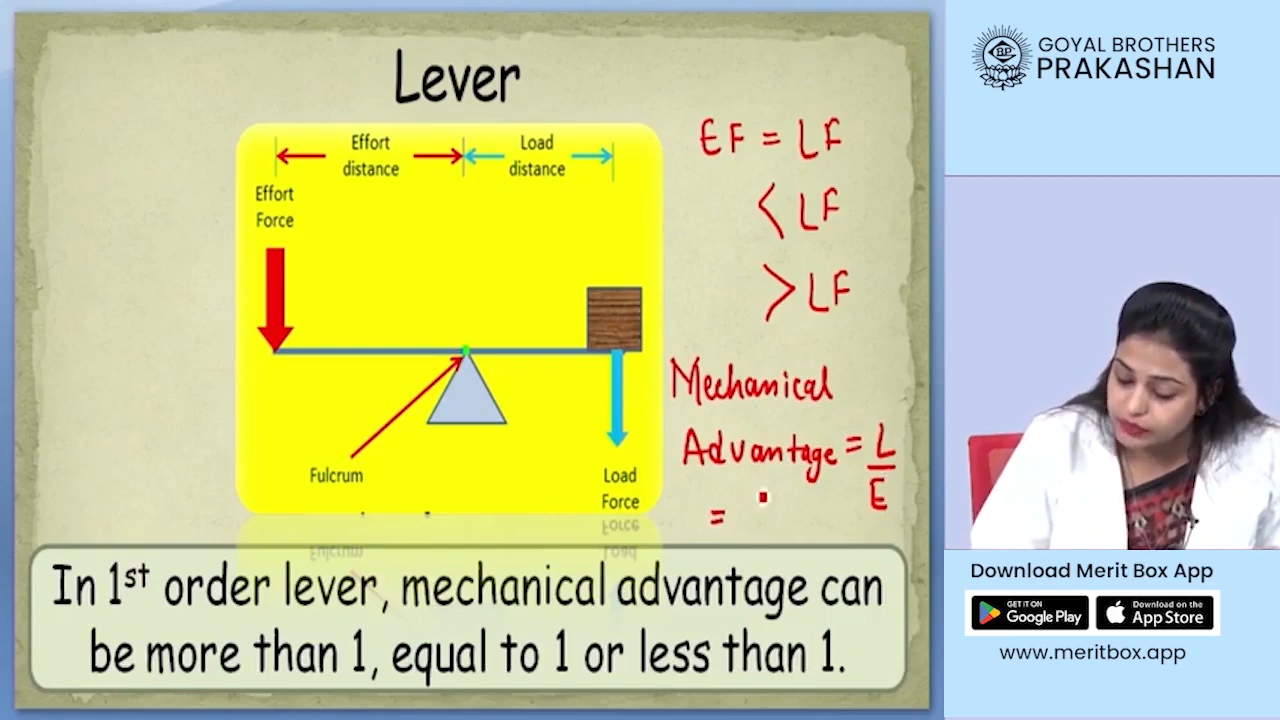 Lever
Effort
distance
Load
distance
Effort
Force
Fulcrum
Load
Force
EF = LF
< LF
> LF
Mechanical
Advantage = L
E
=
In 1st order lever, mechanical advantage can
be more than 1, equal to 1 or less than 1.
BP
GOYAL BROTHERS
PRAKASHAN
Download Merit Box App
GET IT ON
Google Play
Download on the
App Store
www.meritbox.app